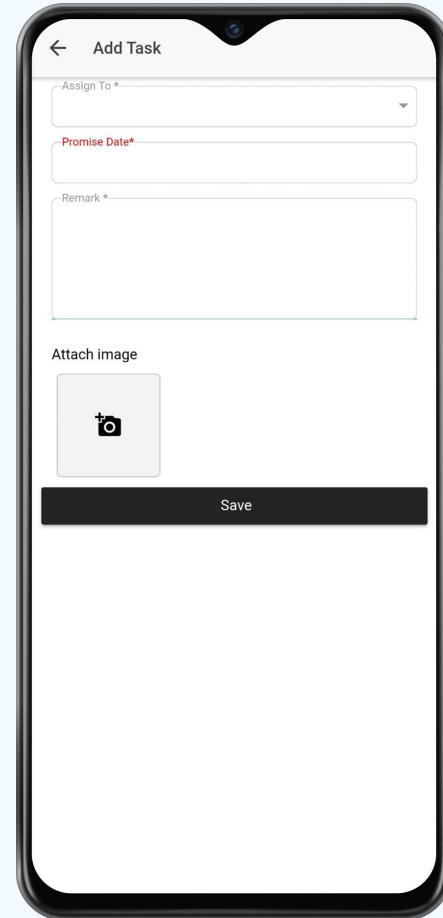 Add Task
Assign To *
Promise Date*
Remark *
Attach image
Save